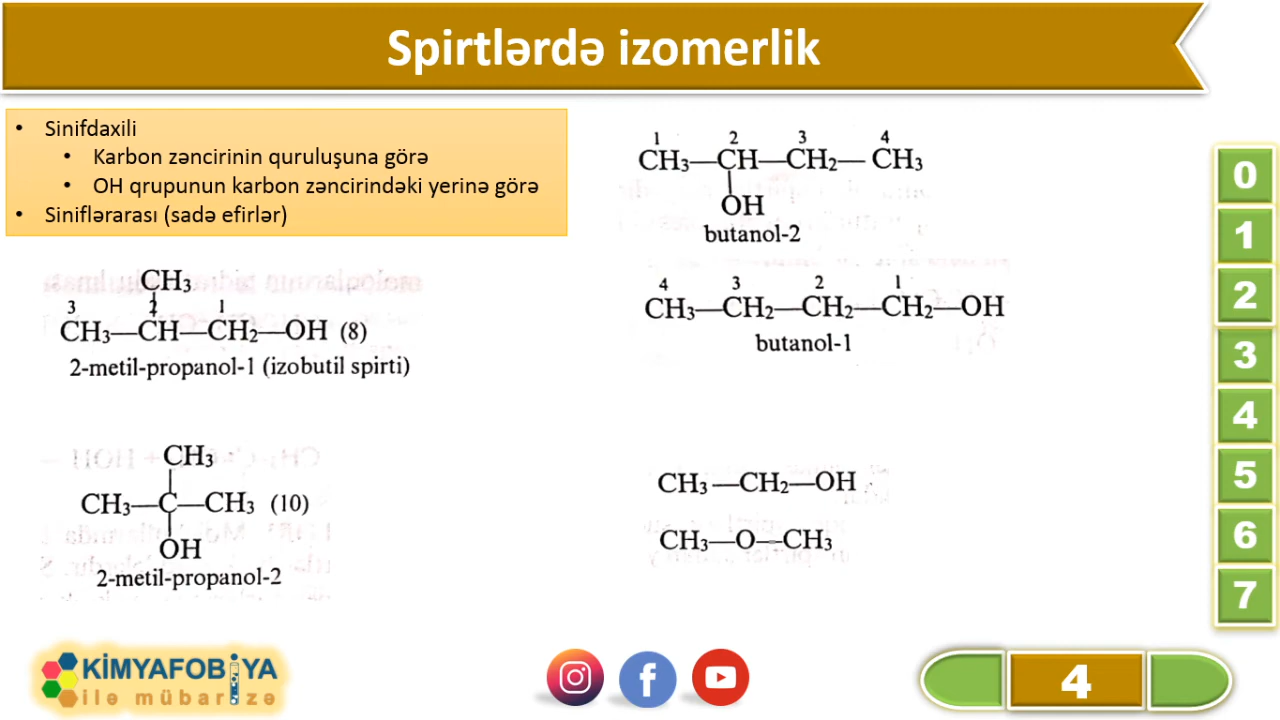 Spirtlərdə izomerlik
• Sinifdaxili
• Karbon zəncirinin quruluşuna görə
• OH qrupunun karbon zəncirindəki yerinə görə
• Siniflərarası (sadə efirlər)
CH₃
3 2 1
CH₃—CH—CH₂—OH (8)
2-metil-propanol-1 (izobutil spirti)
CH₃
CH₃—C—CH₃ (10)
OH
2-metil-propanol-2
1 2 3 4
CH₃—CH—CH₂—CH₃
OH
butanol-2
4 3 2 1
CH₃—CH₂—CH₂—CH₂—OH
butanol-1
CH₃—CH₂—OH
CH₃—O—CH₃
0
1
2
3
4
5
6
7
KİMYAFOBİYA
ilə mübarizə
4